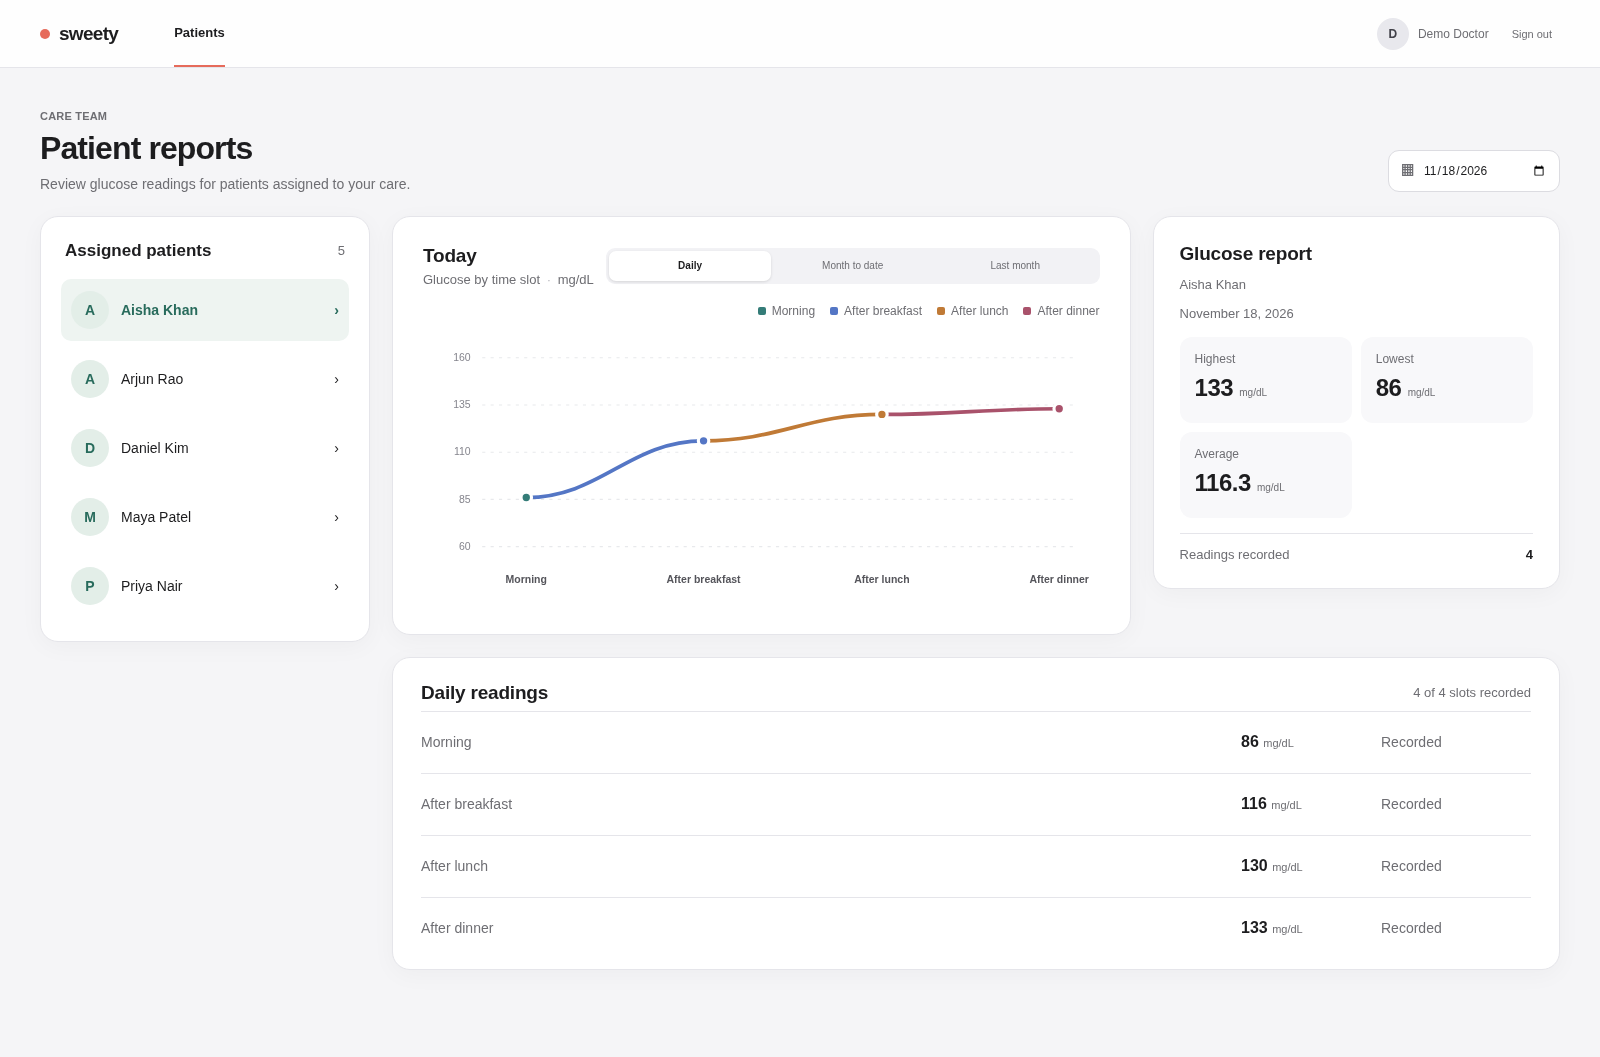 sweety
Patients
D
Demo Doctor
Sign out
CARE TEAM
Patient reports
Review glucose readings for patients assigned to your care.
11/18/2026
Assigned patients
5
A
Aisha Khan
›
A
Arjun Rao
›
D
Daniel Kim
›
M
Maya Patel
›
P
Priya Nair
›
Today
Glucose by time slot · mg/dL
Daily
Month to date
Last month
Morning
After breakfast
After lunch
After dinner
160
135
110
85
60
Morning
After breakfast
After lunch
After dinner
Glucose report
Aisha Khan
November 18, 2026
Highest
133 mg/dL
Lowest
86 mg/dL
Average
116.3 mg/dL
Readings recorded
4
Daily readings
4 of 4 slots recorded
Morning
86 mg/dL
Recorded
After breakfast
116 mg/dL
Recorded
After lunch
130 mg/dL
Recorded
After dinner
133 mg/dL
Recorded